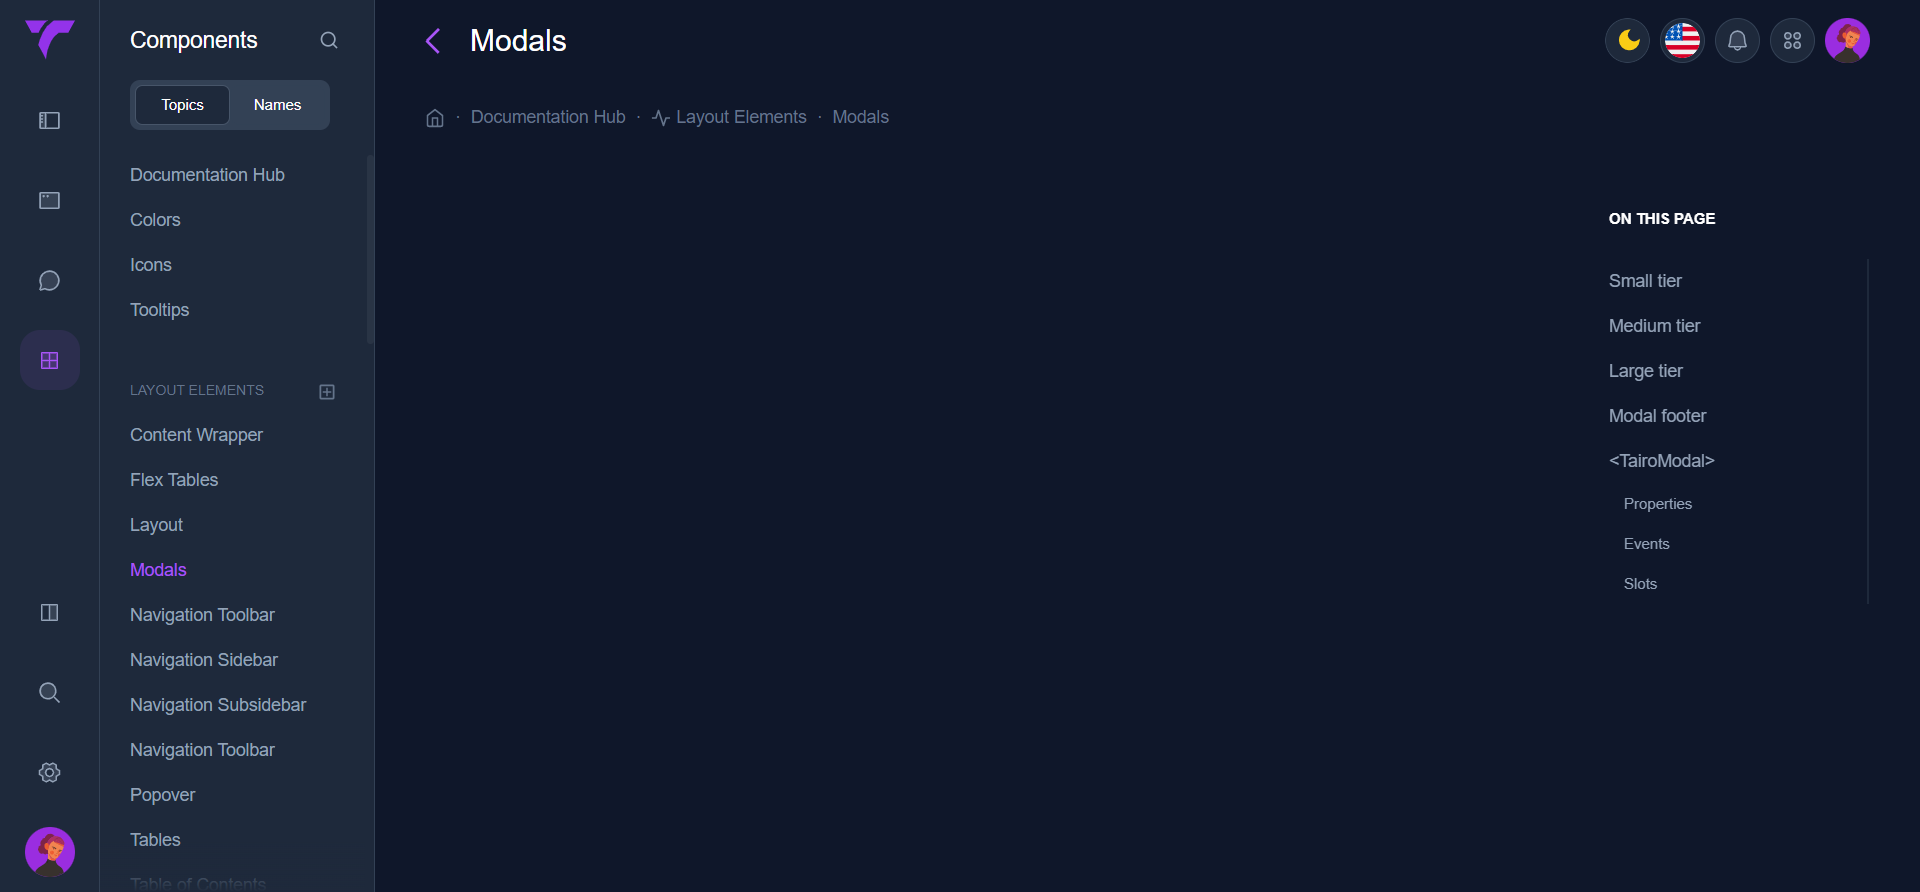 Components
Topics
Names
Documentation Hub
Colors
Icons
Tooltips
LAYOUT ELEMENTS
Content Wrapper
Flex Tables
Layout
Modals
Navigation Toolbar
Navigation Sidebar
Navigation Subsidebar
Navigation Toolbar
Popover
Tables
Table of Contents
Modals
· Documentation Hub · Layout Elements · Modals
ON THIS PAGE
Small tier
Medium tier
Large tier
Modal footer
<TairoModal>
Properties
Events
Slots